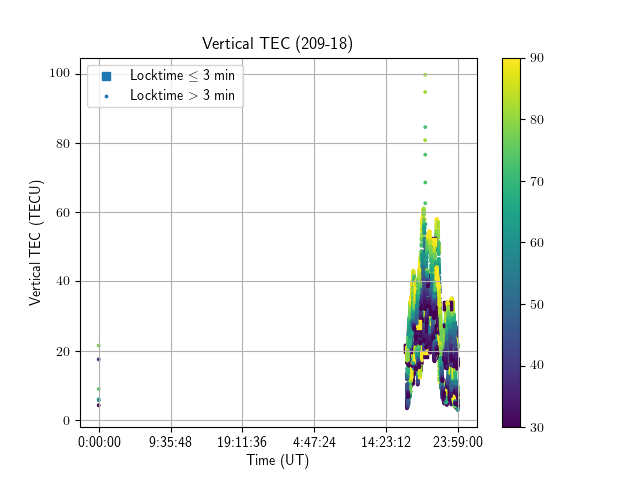 Vertical TEC (209-18)
Locktime ≤ 3 min
Locktime > 3 min
Vertical TEC (TECU)
100
80
60
40
20
0
0:00:00 9:35:48 19:11:36 4:47:24 14:23:12 23:59:00
Time (UT)
90
80
70
60
50
40
30